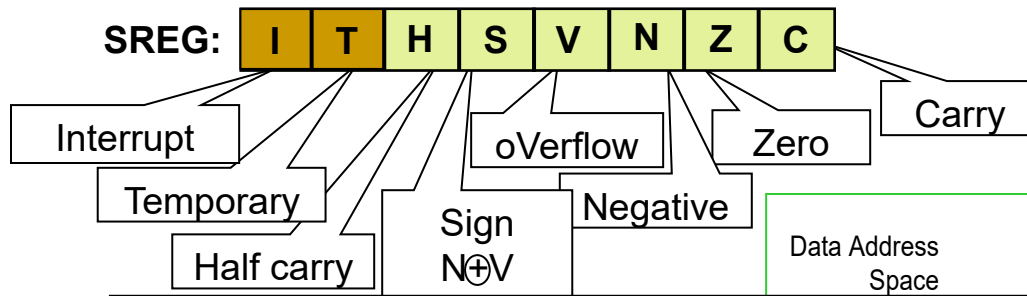 SREG: I T H S V N Z C
Interrupt
Temporary
Half carry
Sign
N⊕V
oVerflow
Negative
Zero
Carry
Data Address
Space